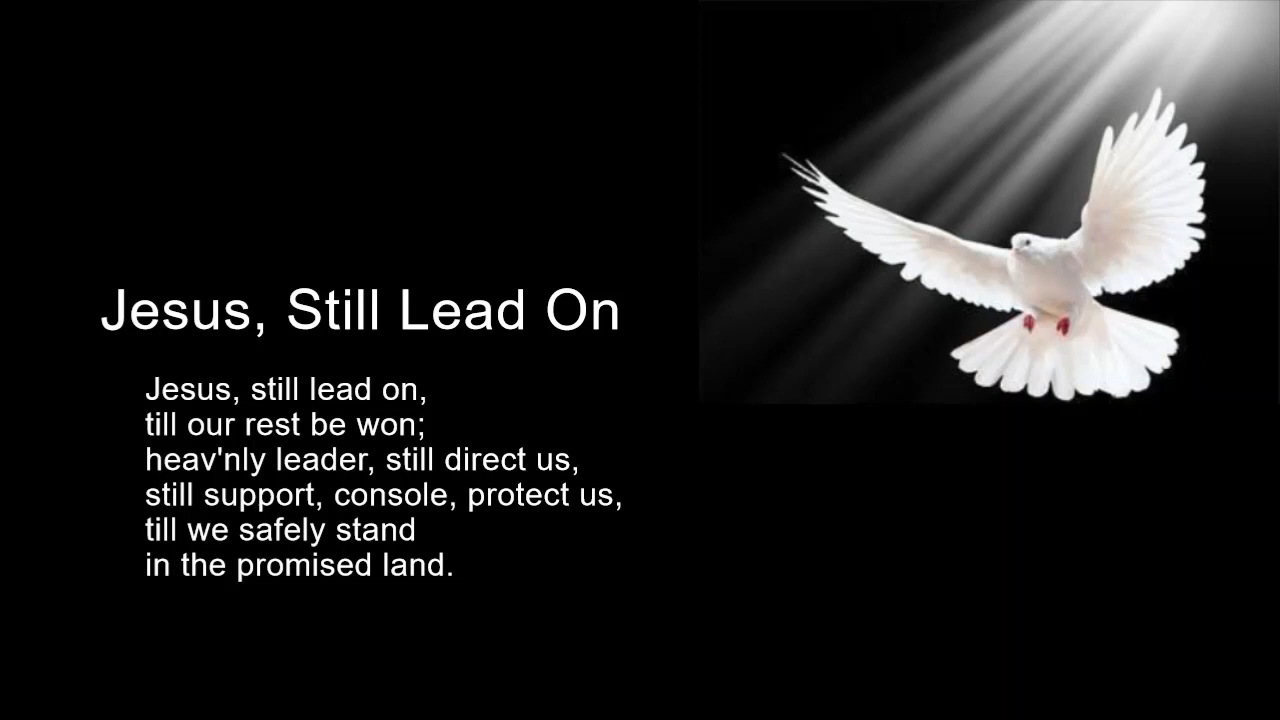 Jesus, Still Lead On
Jesus, still lead on,
till our rest be won;
heav'nly leader, still direct us,
still support, console, protect us,
till we safely stand
in the promised land.